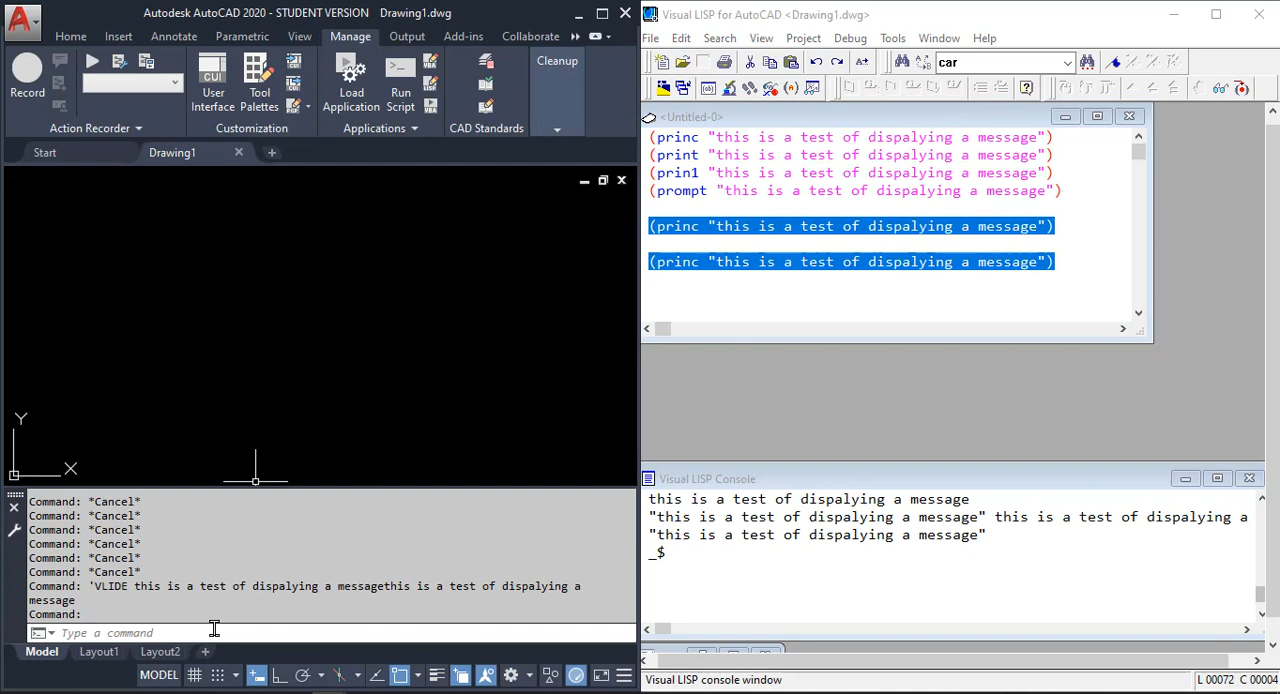 Autodesk AutoCAD 2020 - STUDENT VERSION Drawing1.dwg
Home Insert Annotate Parametric View Manage Output Add-ins Collaborate
Record
CUI
User Interface
Tool Palettes
Load Application
Run Script
Cleanup
Action Recorder
Customization
Applications
CAD Standards
Start
Drawing1
Y
X
Command: *Cancel*
Command: *Cancel*
Command: *Cancel*
Command: *Cancel*
Command: *Cancel*
Command: *Cancel*
Command: 'VLIDE this is a test of dispalying a messagethis is a test of dispalying a
message
Command:
Type a command
Model Layout1 Layout2 +
MODEL
Visual LISP for AutoCAD <Drawing1.dwg>
File Edit Search View Project Debug Tools Window Help
car
<Untitled-0>
(princ "this is a test of dispalying a message")
(print "this is a test of dispalying a message")
(prin1 "this is a test of dispalying a message")
(prompt "this is a test of dispalying a message")
(princ "this is a test of dispalying a message")
(princ "this is a test of dispalying a message")
Visual LISP Console
this is a test of dispalying a message
"this is a test of dispalying a message" this is a test of dispalying a
"this is a test of dispalying a message"
_$
Visual LISP console window
L 00072 C 00004